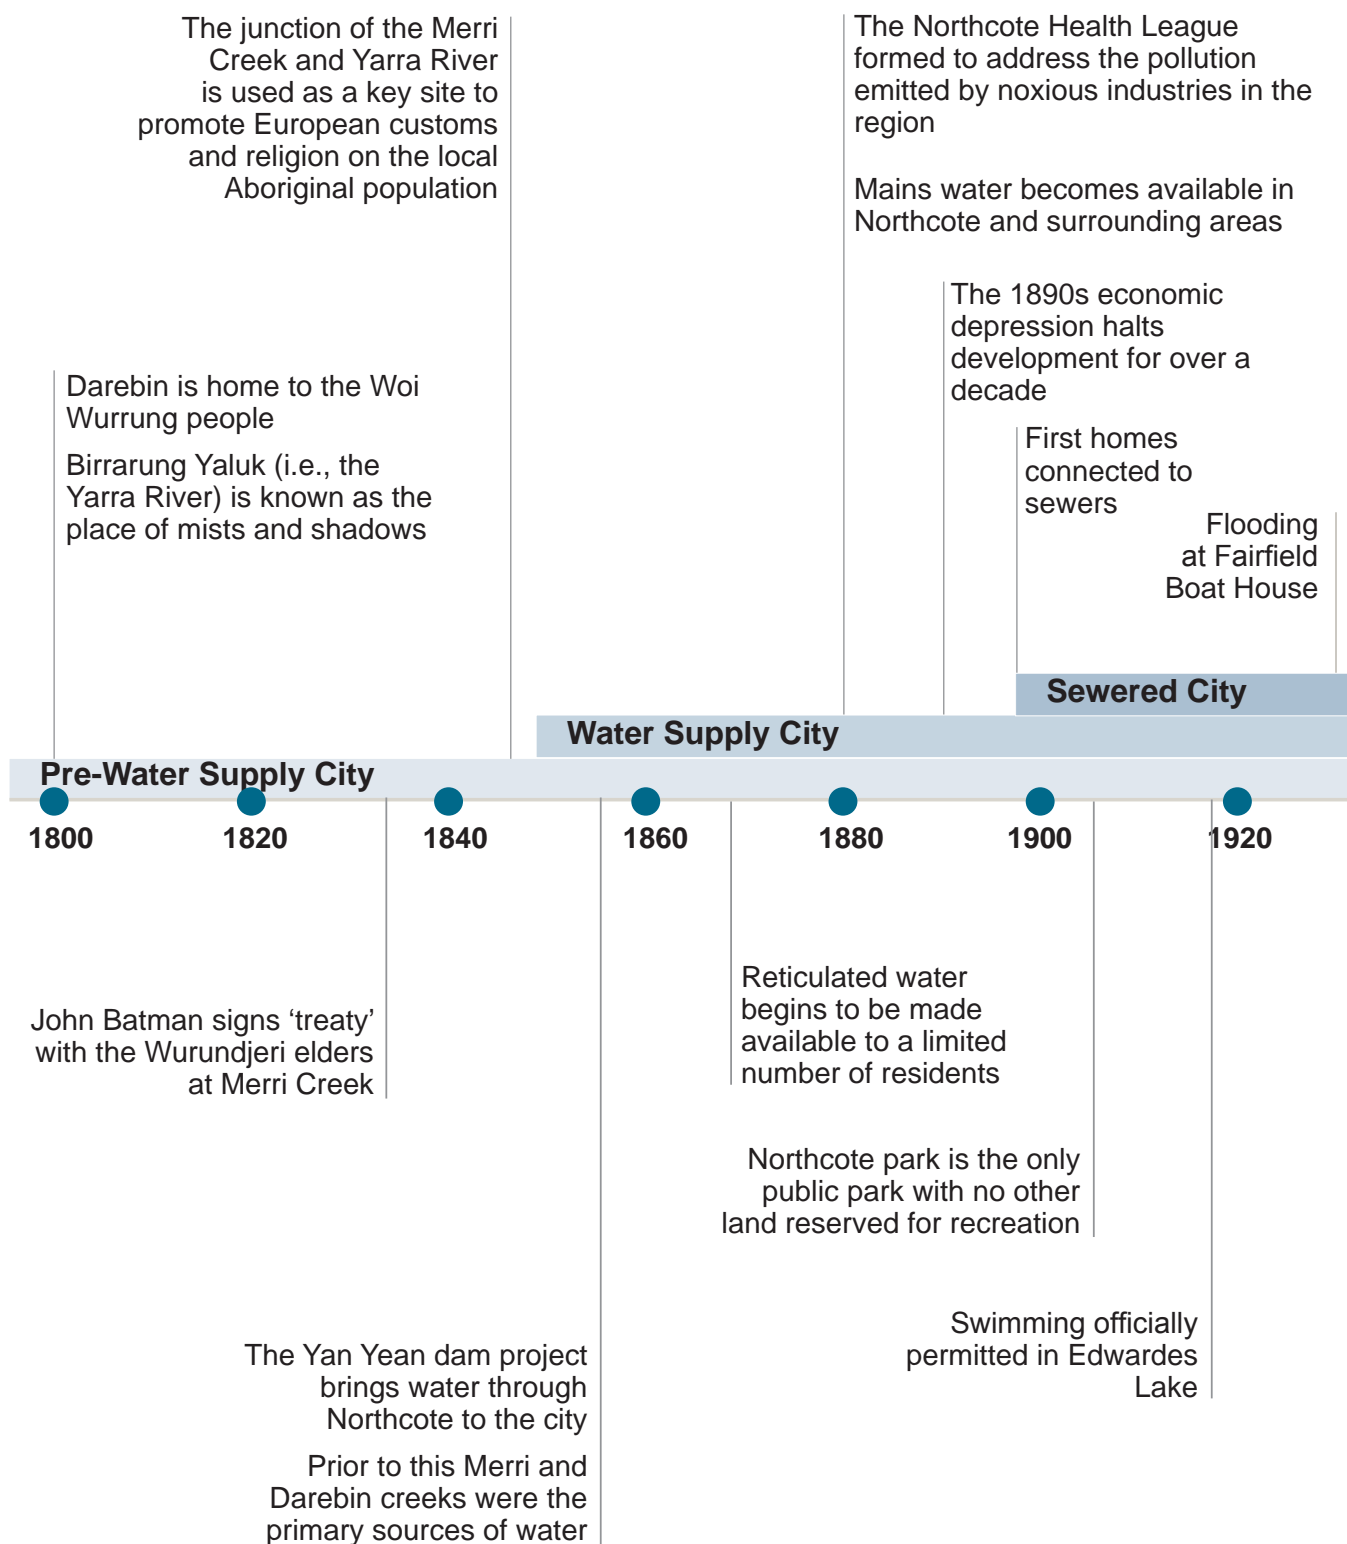 The junction of the Merri
Creek and Yarra River
is used as a key site to
promote European customs
and religion on the local
Aboriginal population
The Northcote Health League
formed to address the pollution
emitted by noxious industries in the
region
Mains water becomes available in
Northcote and surrounding areas
The 1890s economic
depression halts
development for over a
decade
Darebin is home to the Woi
Wurrung people
Birrarung Yaluk (i.e., the
Yarra River) is known as the
place of mists and shadows
First homes
connected to
sewers
Flooding
at Fairfield
Boat House
Sewered City
Water Supply City
Pre-Water Supply City
1800 1820 1840 1860 1880 1900 1920
John Batman signs ‘treaty’
with the Wurundjeri elders
at Merri Creek
Reticulated water
begins to be made
available to a limited
number of residents
Northcote park is the only
public park with no other
land reserved for recreation
Swimming officially
permitted in Edwardes
Lake
The Yan Yean dam project
brings water through
Northcote to the city
Prior to this Merri and
Darebin creeks were the
primary sources of water